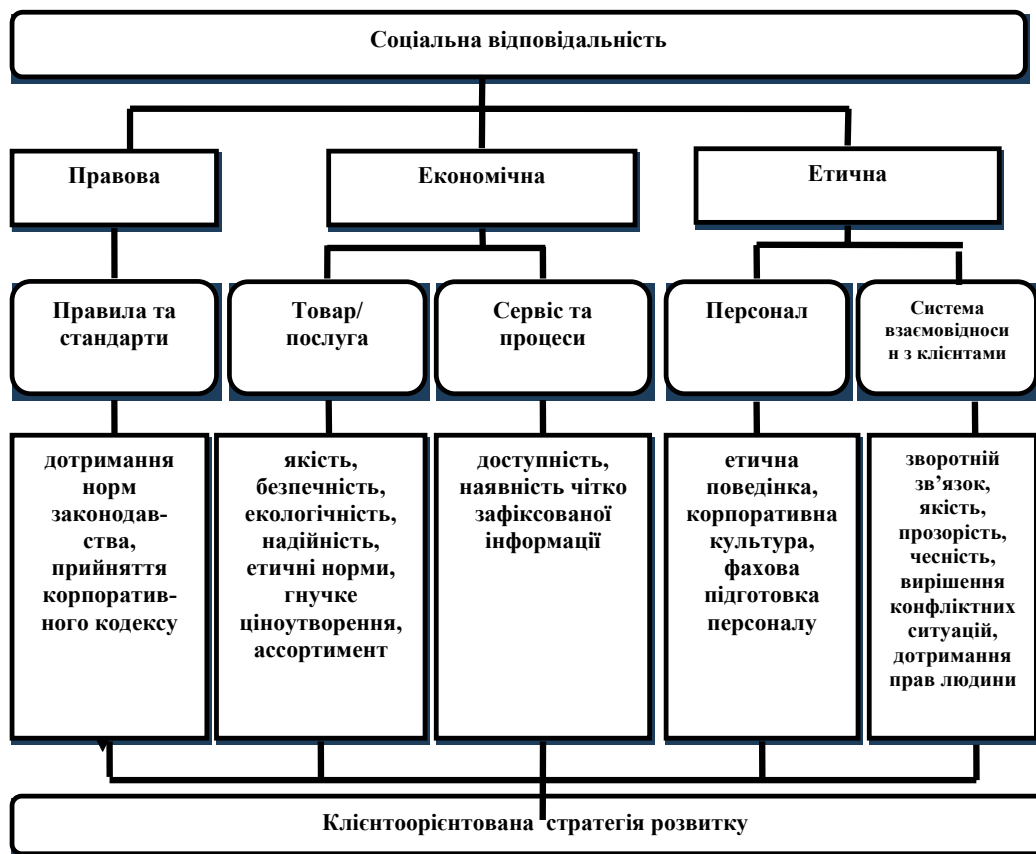 Соціальна відповідальність
Правова
Економічна
Етична
Правила та
стандарти
Товар/
послуга
Сервіс та
процеси
Персонал
Система
взаємовідноси
н з клієнтами
дотримання
норм
законодав-
ства,
прийняття
корпоратив-
ного кодексу
якість,
безпечність,
екологічність,
надійність,
етичні норми,
гнучке
ціноутворення,
ассортимент
доступність,
наявність чітко
зафіксованої
інформації
етична
поведінка,
корпоративна
культура,
фахова
підготовка
персоналу
зворотній
зв’язок,
якість,
прозорість,
чесність,
вирішення
конфліктних
ситуацій,
дотримання
прав людини
Клієнтоорієнтована стратегія розвитку